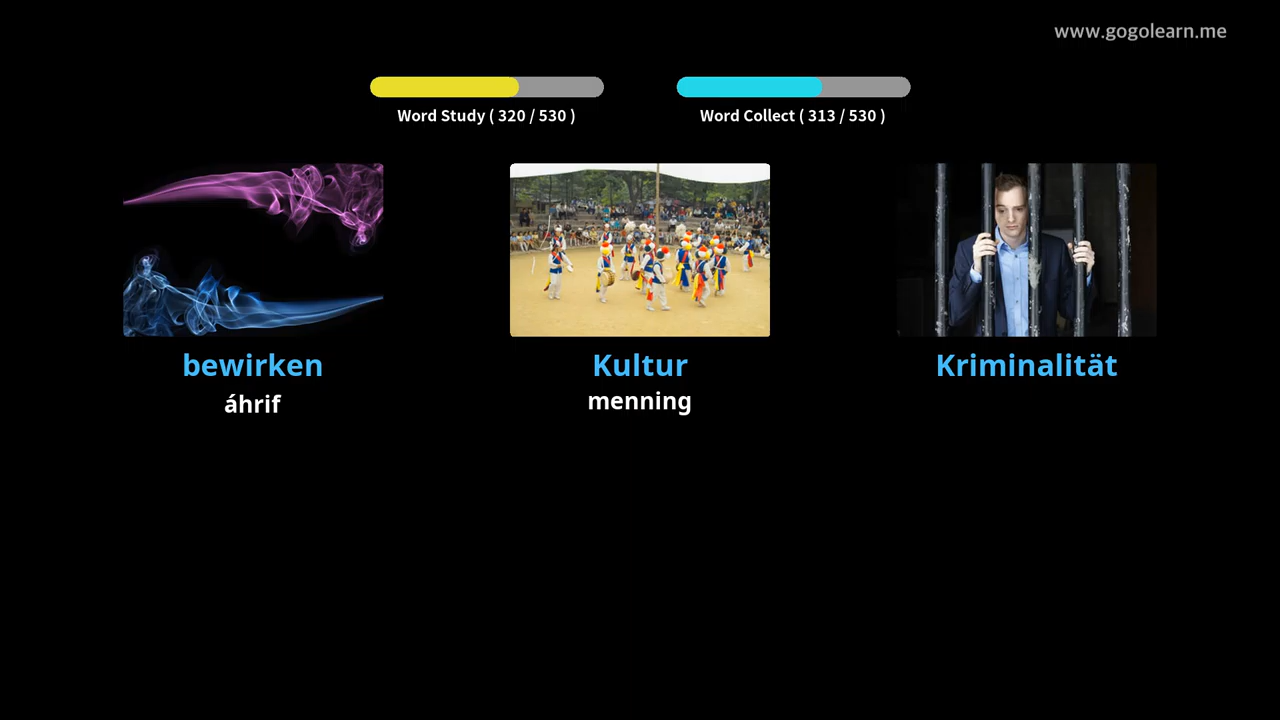 www.gogolearn.me
Word Study ( 320 / 530 )
Word Collect ( 313 / 530 )
bewirken
áhrif
Kultur
menning
Kriminalität